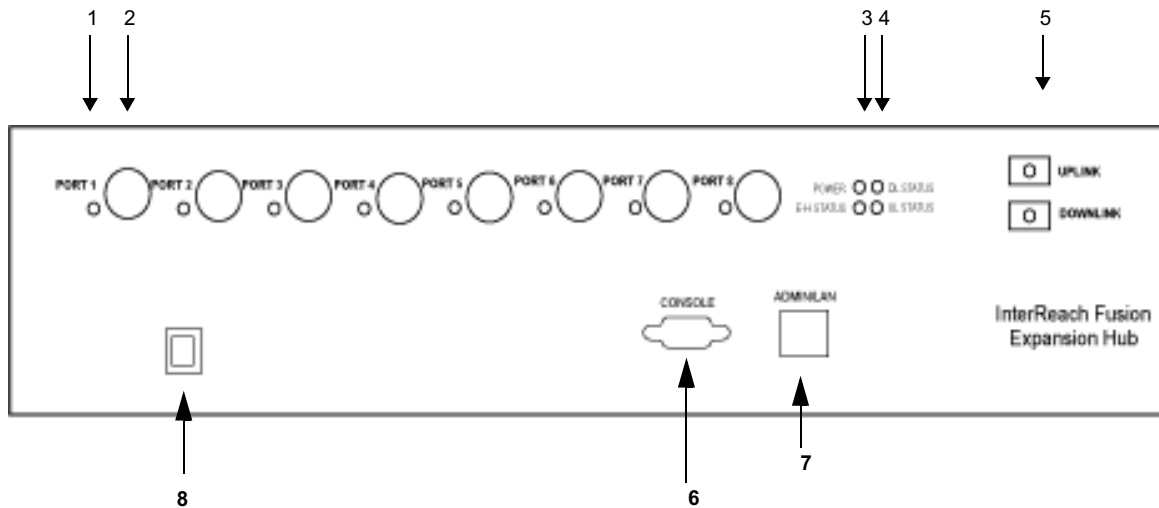 1 2 3 4 5
PORT 1 PORT 2 PORT 3 PORT 4 PORT 5 PORT 6 PORT 7 PORT 8
POWER DL STATUS
E-H STATUS UL STATUS
UPLINK
DOWNLINK
CONSOLE
ADMIN/LAN
InterReach Fusion
Expansion Hub
8 6 7